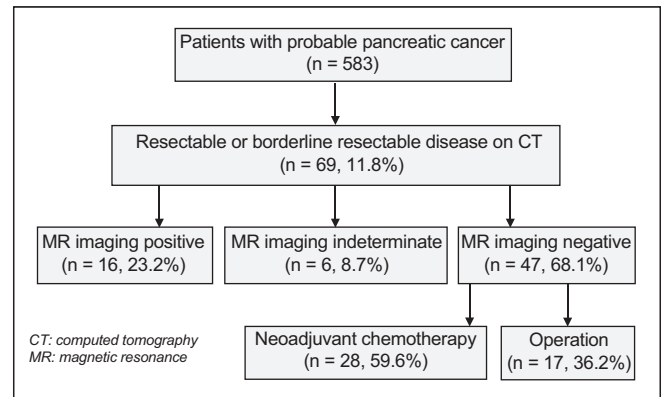 Patients with probable pancreatic cancer
(n = 583)
Resectable or borderline resectable disease on CT
(n = 69, 11.8%)
MR imaging positive
(n = 16, 23.2%)
MR imaging indeterminate
(n = 6, 8.7%)
MR imaging negative
(n = 47, 68.1%)
CT: computed tomography
MR: magnetic resonance
Neoadjuvant chemotherapy
(n = 28, 59.6%)
Operation
(n = 17, 36.2%)